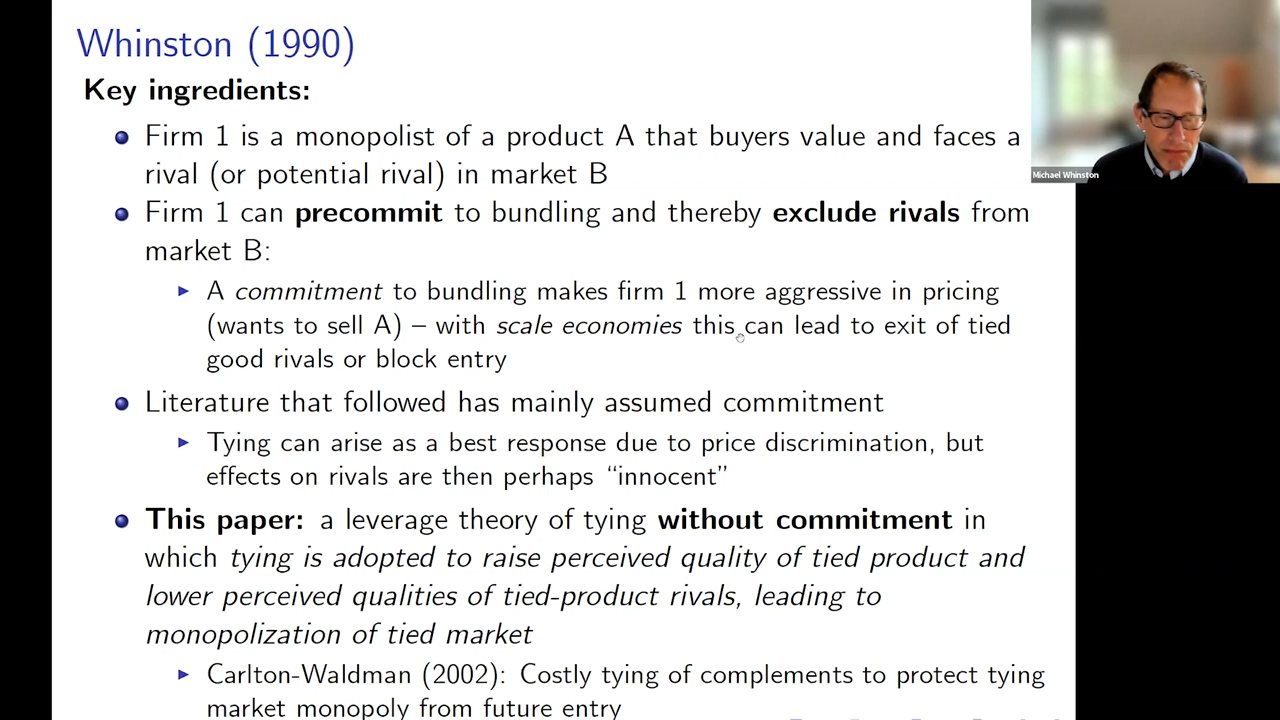 Whinston (1990)
Key ingredients:
Firm 1 is a monopolist of a product A that buyers value and faces a
rival (or potential rival) in market B
Firm 1 can precommit to bundling and thereby exclude rivals from
market B:
A commitment to bundling makes firm 1 more aggressive in pricing
(wants to sell A) – with scale economies this can lead to exit of tied
good rivals or block entry
Literature that followed has mainly assumed commitment
Tying can arise as a best response due to price discrimination, but
effects on rivals are then perhaps “innocent”
This paper: a leverage theory of tying without commitment in
which tying is adopted to raise perceived quality of tied product and
lower perceived qualities of tied-product rivals, leading to
monopolization of tied market
Carlton-Waldman (2002): Costly tying of complements to protect tying
market monopoly from future entry
Michael Whinston